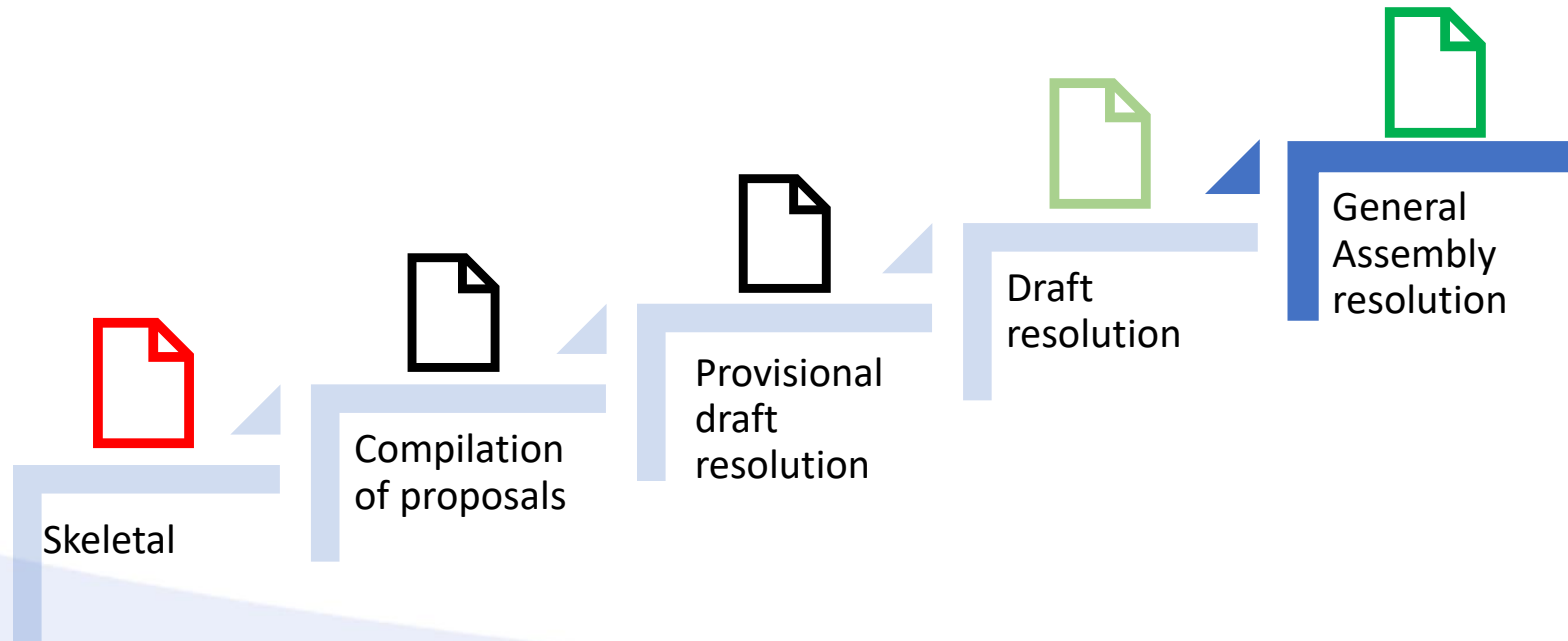 Skeletal
Compilation
of proposals
Provisional
draft
resolution
Draft
resolution
General
Assembly
resolution